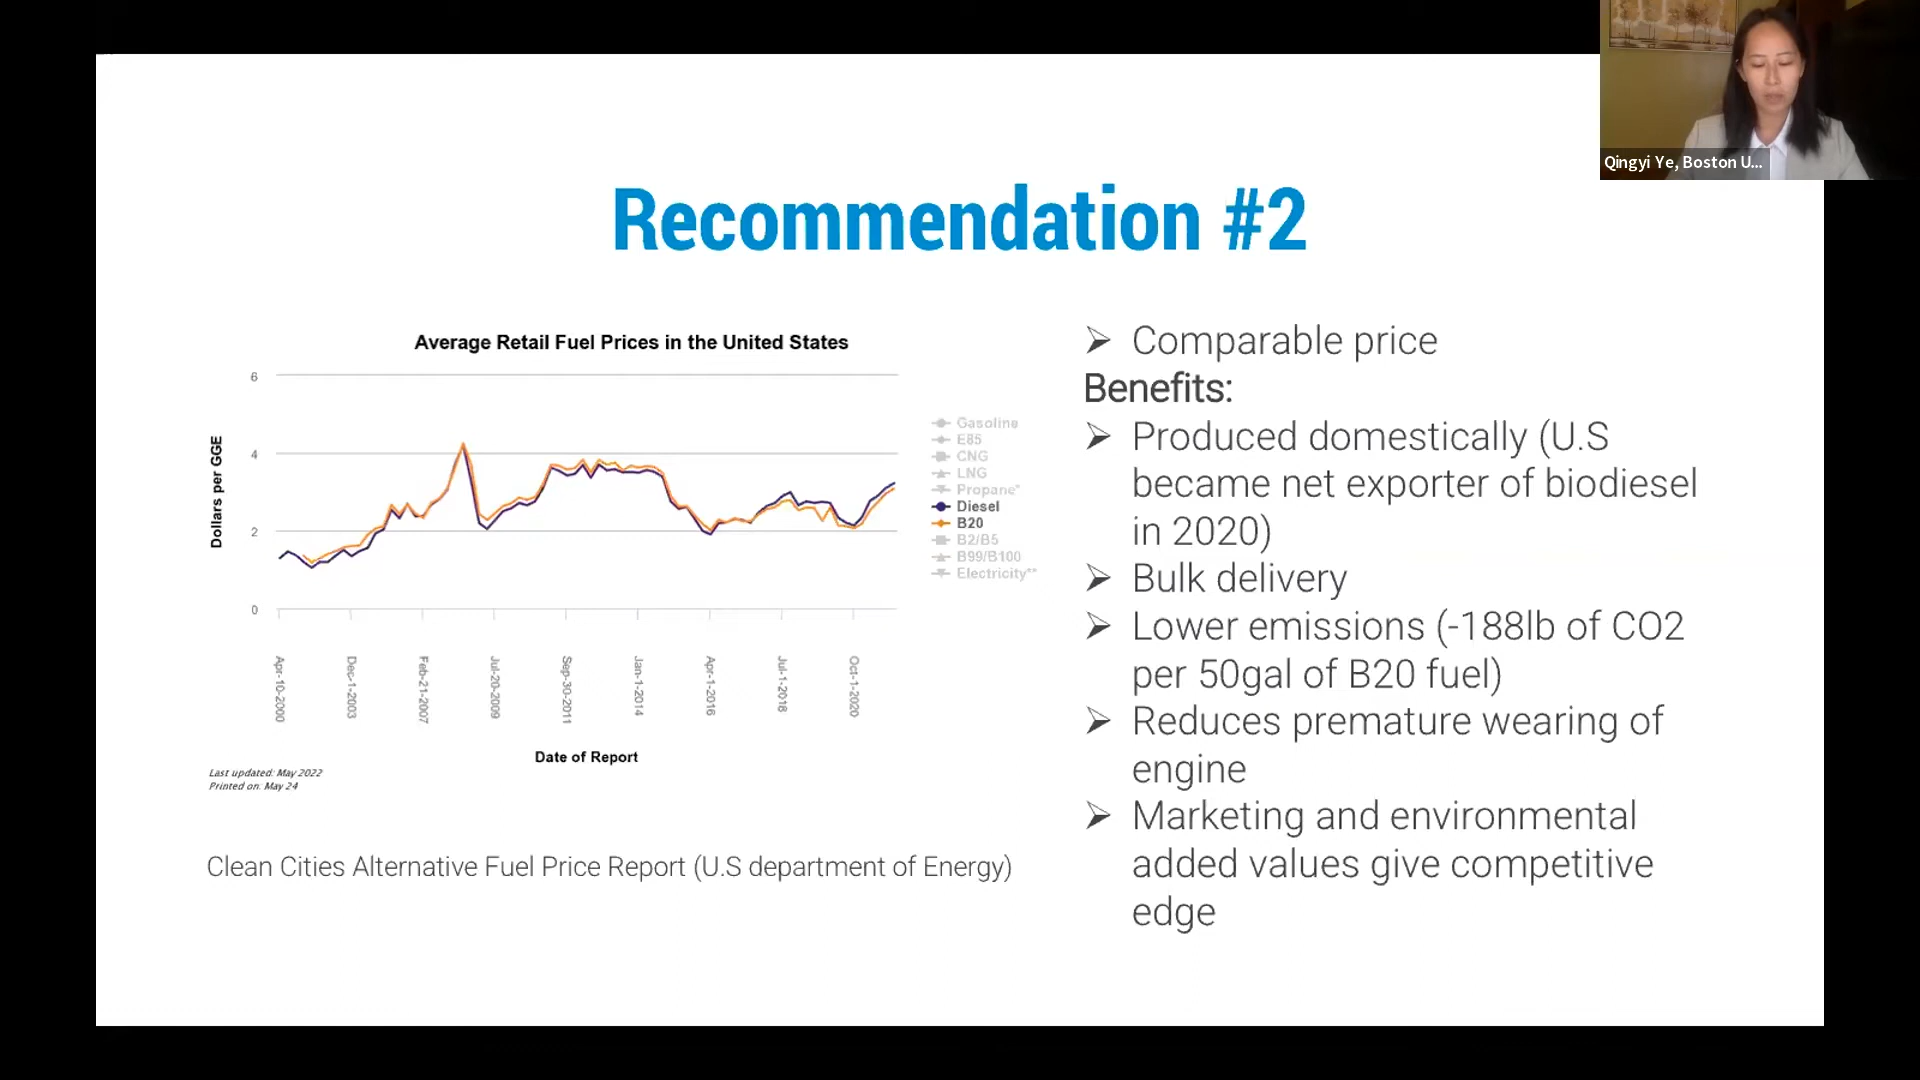 Qingyi Ye, Boston U...
Recommendation #2
Average Retail Fuel Prices in the United States
Dollars per GGE
6
4
2
0
Gasoline
E85
CNG
LNG
Propane*
Diesel
B20
B2/B5
B99/B100
Electricity**
Apr-10-2000
Dec-1-2003
Feb-21-2007
Jul-20-2009
Sep-30-2011
Jan-1-2014
Apr-1-2016
Jul-1-2018
Oct-1-2020
Date of Report
Last updated: May 2022
Printed on: May 24
Clean Cities Alternative Fuel Price Report (U.S department of Energy)
➢ Comparable price
Benefits:
➢ Produced domestically (U.S
became net exporter of biodiesel
in 2020)
➢ Bulk delivery
➢ Lower emissions (-188lb of CO2
per 50gal of B20 fuel)
➢ Reduces premature wearing of
engine
➢ Marketing and environmental
added values give competitive
edge